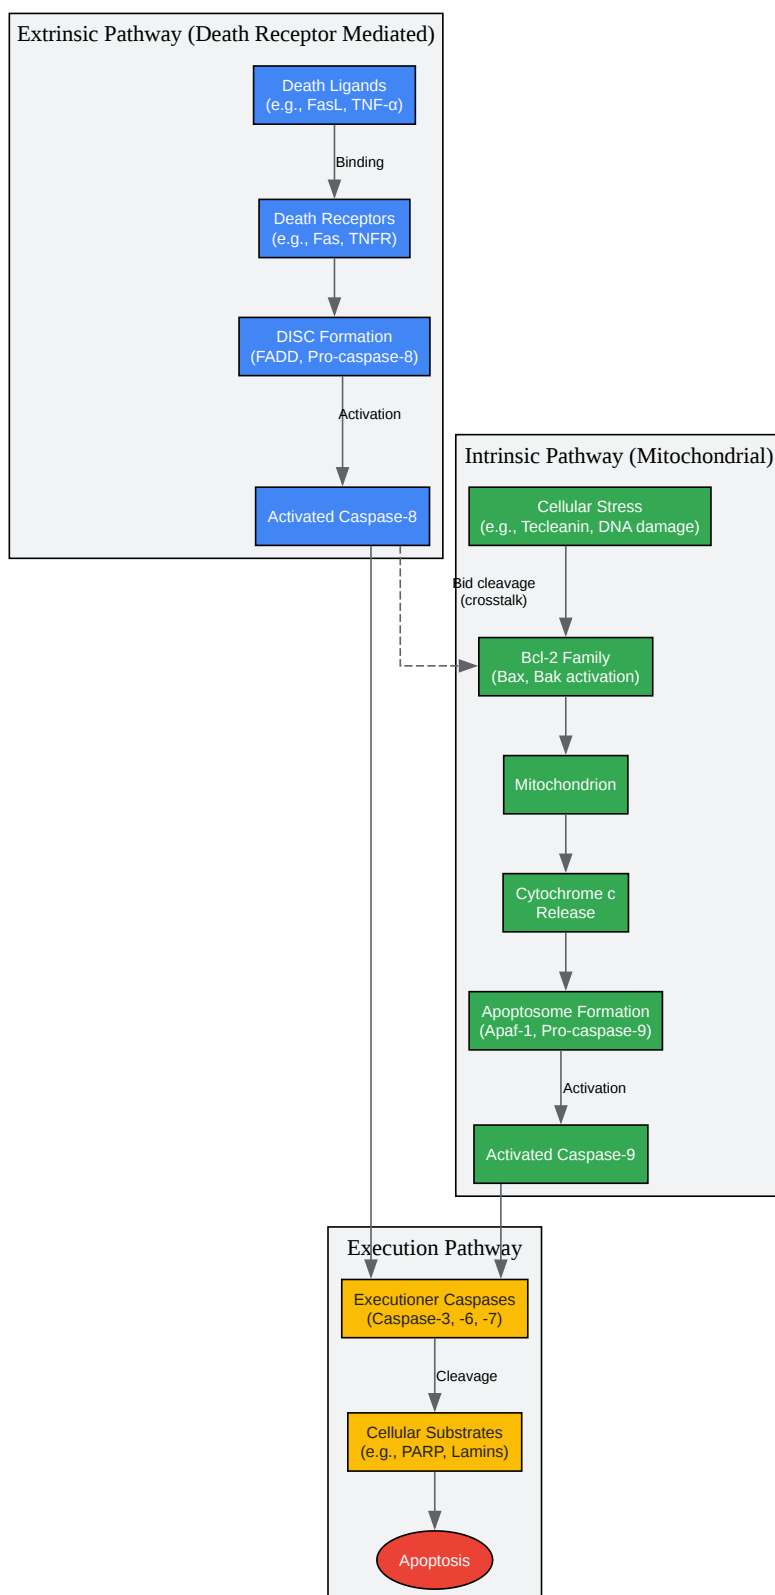 Extrinsic Pathway (Death Receptor Mediated)
Death Ligands
(e.g., FasL, TNF-α)
Binding
Death Receptors
(e.g., Fas, TNFR)
DISC Formation
(FADD, Pro-caspase-8)
Activation
Activated Caspase-8
Intrinsic Pathway (Mitochondrial)
Cellular Stress
(e.g., Tecleanin, DNA damage)
Bid cleavage
(crosstalk)
Bcl-2 Family
(Bax, Bak activation)
Mitochondrion
Cytochrome c
Release
Apoptosome Formation
(Apaf-1, Pro-caspase-9)
Activation
Activated Caspase-9
Execution Pathway
Executioner Caspases
(Caspase-3, -6, -7)
Cleavage
Cellular Substrates
(e.g., PARP, Lamins)
Apoptosis